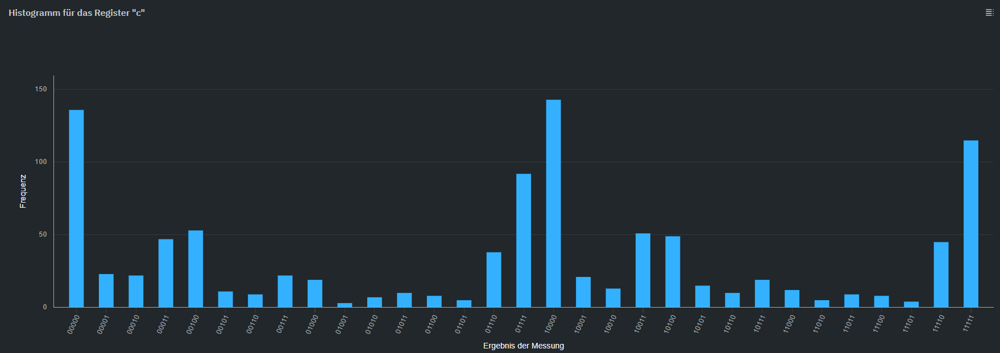 Histogramm für das Register "c"
150
100
50
0
Frequenz
00000 00001 00010 00011 00100 00101 00110 00111 01000 01001 01010 01011 01100 01101 01110 01111 10000 10001 10010 10011 10100 10101 10110 10111 11000 11010 11011 11100 11101 11110 11111
Ergebnis der Messung